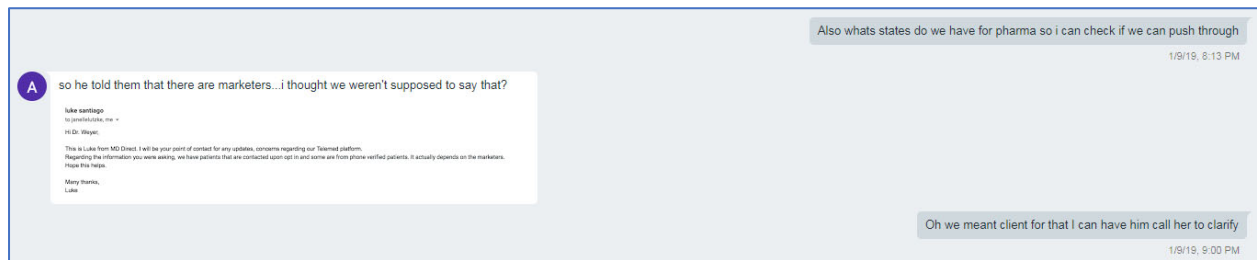 Also whats states do we have for pharma so i can check if we can push through
1/9/19, 8:13 PM
A
so he told them that there are marketers...i thought we weren't supposed to say that?
luke santiago
to janellelutzke, me
Hi Dr. Weyer,
This is Luke from MD Direct. I will be your point of contact for any updates, concerns regarding our Telemed platform.
Regarding the information you were asking, we have patients that are contacted upon opt in and some are from phone verified patients. It actually depends on the marketers.
Hope this helps.
Many thanks,
Luke
Oh we meant client for that I can have him call her to clarify
1/9/19, 9:00 PM